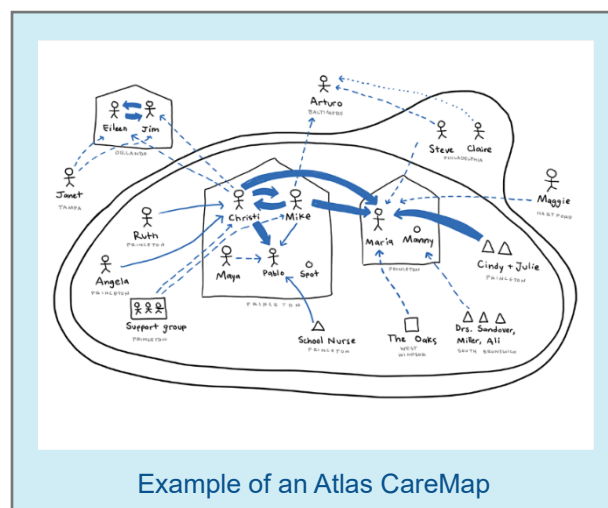 Arturo
BALTIMORE
Eileen Jim
ORLANDO
Steve Claire
PHILADELPHIA
Janet
TAMPA
Maggie
HARTFORD
Christi Mike
Maria Manny
Ruth
PRINCETON
Maya Pablo Spot
PRINCETON
PRINCETON
Cindy + Julie
PRINCETON
Angela
PRINCETON
Support group
PRINCETON
School Nurse
PRINCETON
The Oaks
WEST
WINDSOR
Drs. Sandover,
Miller, Ali
SOUTH BRUNSWICK
Example of an Atlas CareMap